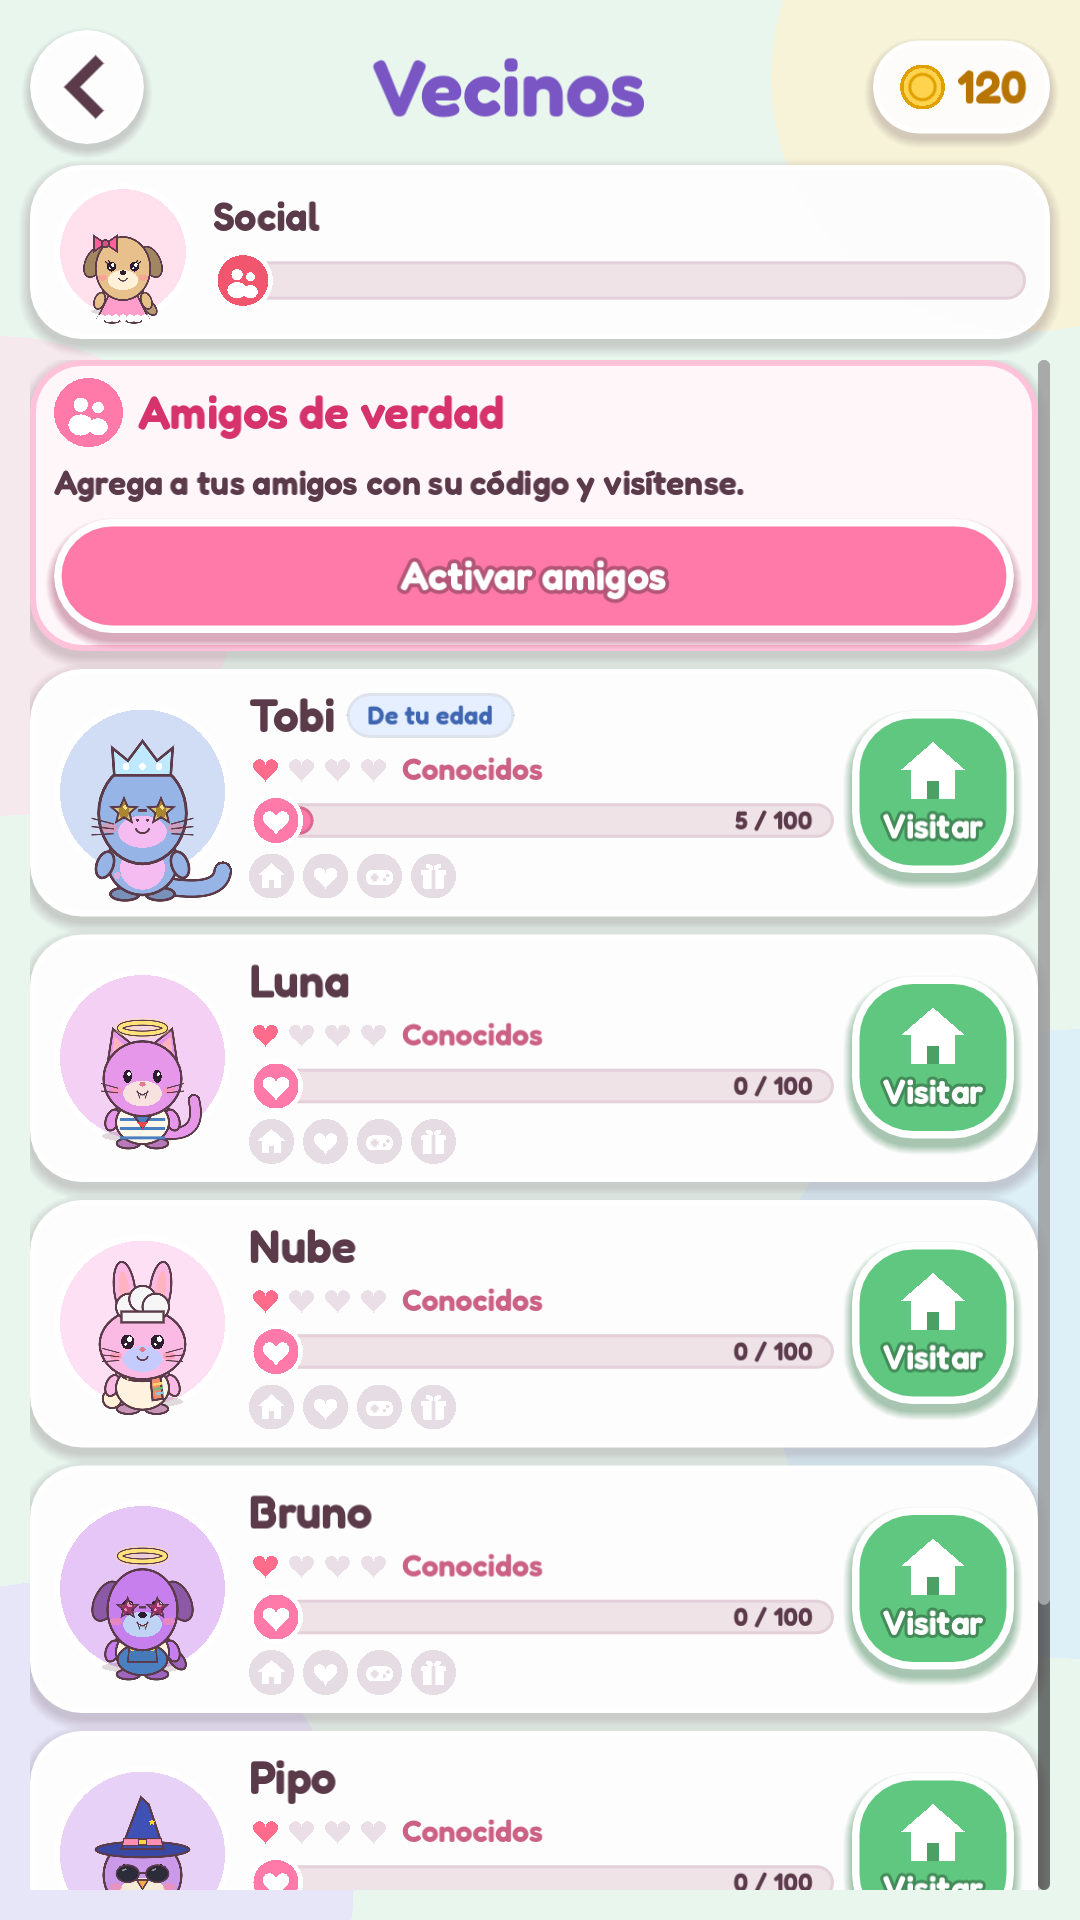 Vecinos
120
Social
Amigos de verdad
Agrega a tus amigos con su código y visítense.
Activar amigos
Tobi De tu edad
Conocidos
5 / 100
Visitar
Luna
Conocidos
0 / 100
Visitar
Nube
Conocidos
0 / 100
Visitar
Bruno
Conocidos
0 / 100
Visitar
Pipo
Conocidos
0 / 100
Visitar